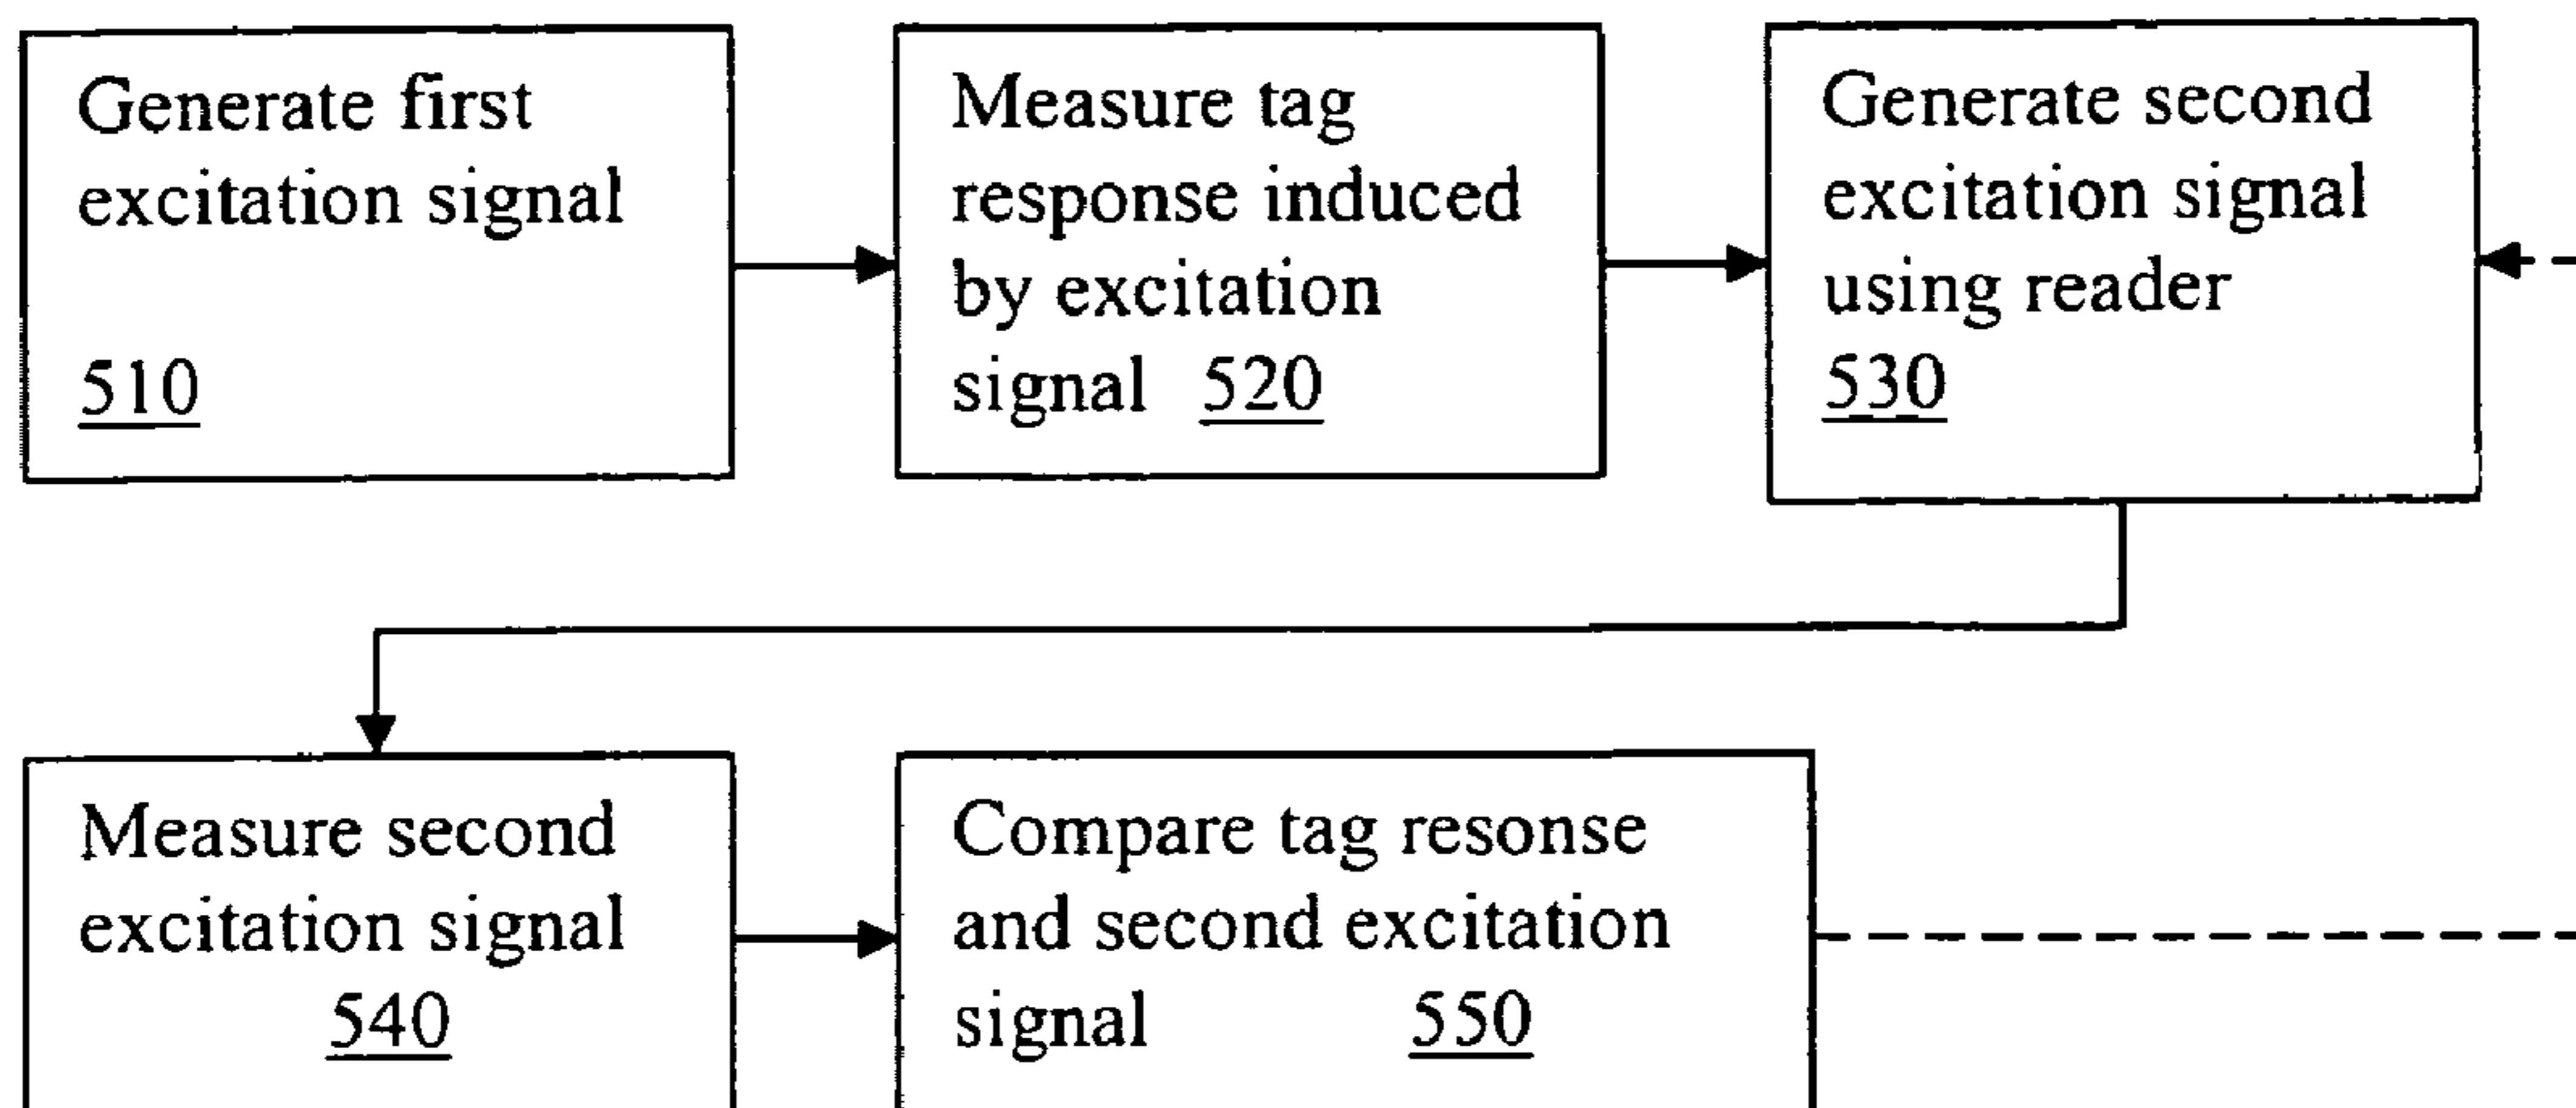 Generate first
excitation signal
510
Measure tag
response induced
by excitation
signal 520
Generate second
excitation signal
using reader
530
Measure second
excitation signal
540
Compare tag resonse
and second excitation
signal 550